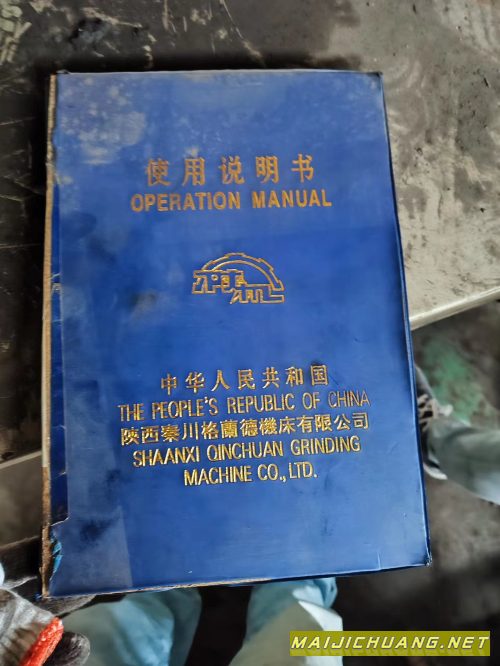 使用说明书
OPERATION MANUAL
中华人民共和国
THE PEOPLE'S REPUBLIC OF CHINA
陕西秦川格蘭德機床有限公司
SHAANXI QINCHUAN GRINDING
MACHINE CO., LTD.
MAIJICHUANG.NET